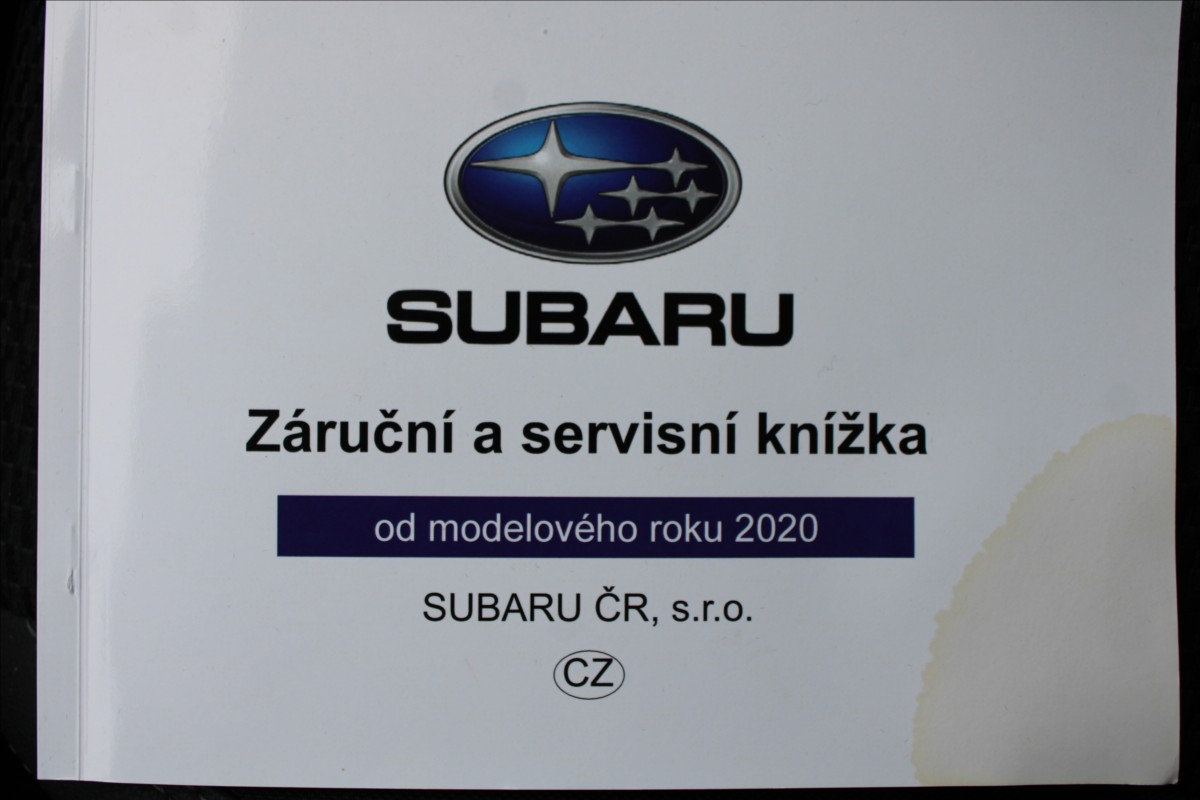 SUBARU
Záruční a servisní knížka
od modelového roku 2020
SUBARU ČR, s.r.o.
CZ